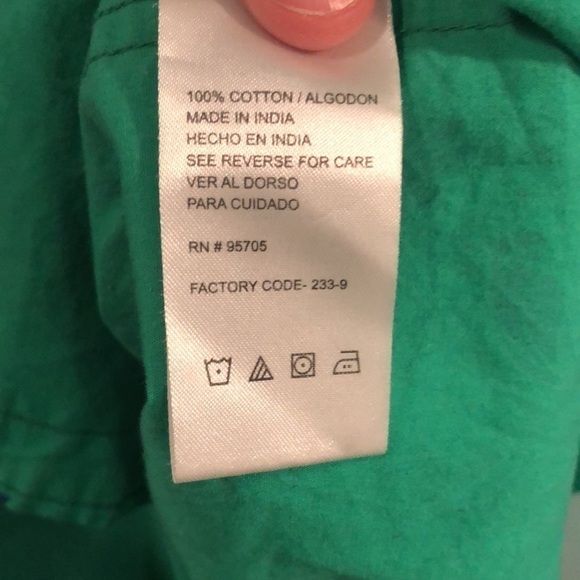 100% COTTON / ALGODON
MADE IN INDIA
HECHO EN INDIA
SEE REVERSE FOR CARE
VER AL DORSO
PARA CUIDADO
RN # 95705
FACTORY CODE- 233-9